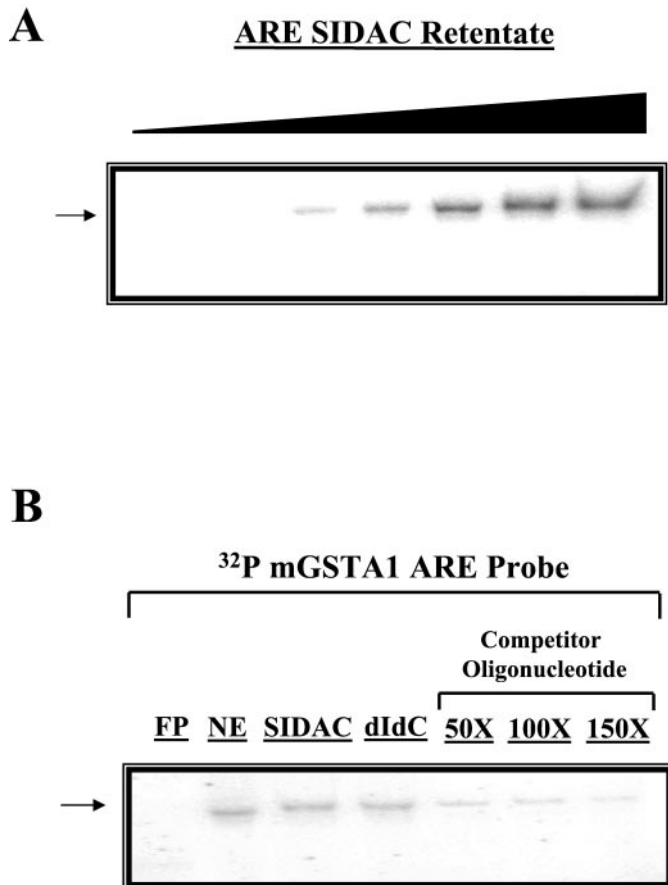 A
ARE SIDAC Retentate
B
³²P mGSTA1 ARE Probe
Competitor
Oligonucleotide
FP NE SIDAC dIdC 50X 100X 150X